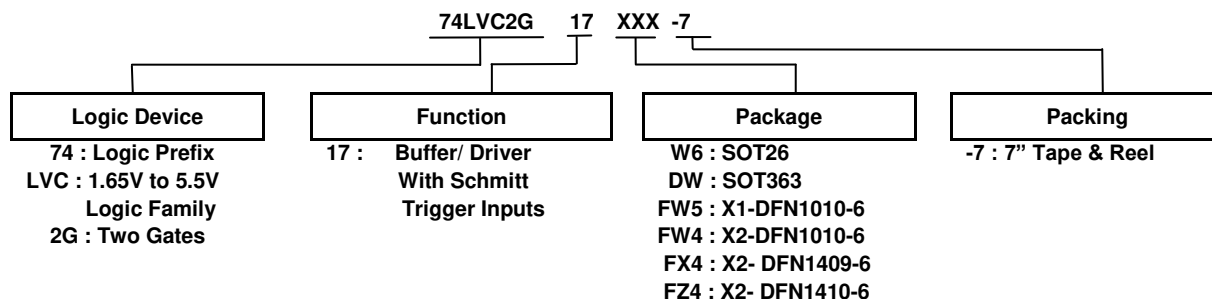 74LVC2G 17 XXX -7
Logic Device
74 : Logic Prefix
LVC : 1.65V to 5.5V
Logic Family
2G : Two Gates
Function
17 : Buffer/ Driver
With Schmitt
Trigger Inputs
Package
W6 : SOT26
DW : SOT363
FW5 : X1-DFN1010-6
FW4 : X2-DFN1010-6
FX4 : X2- DFN1409-6
FZ4 : X2- DFN1410-6
Packing
-7 : 7” Tape & Reel